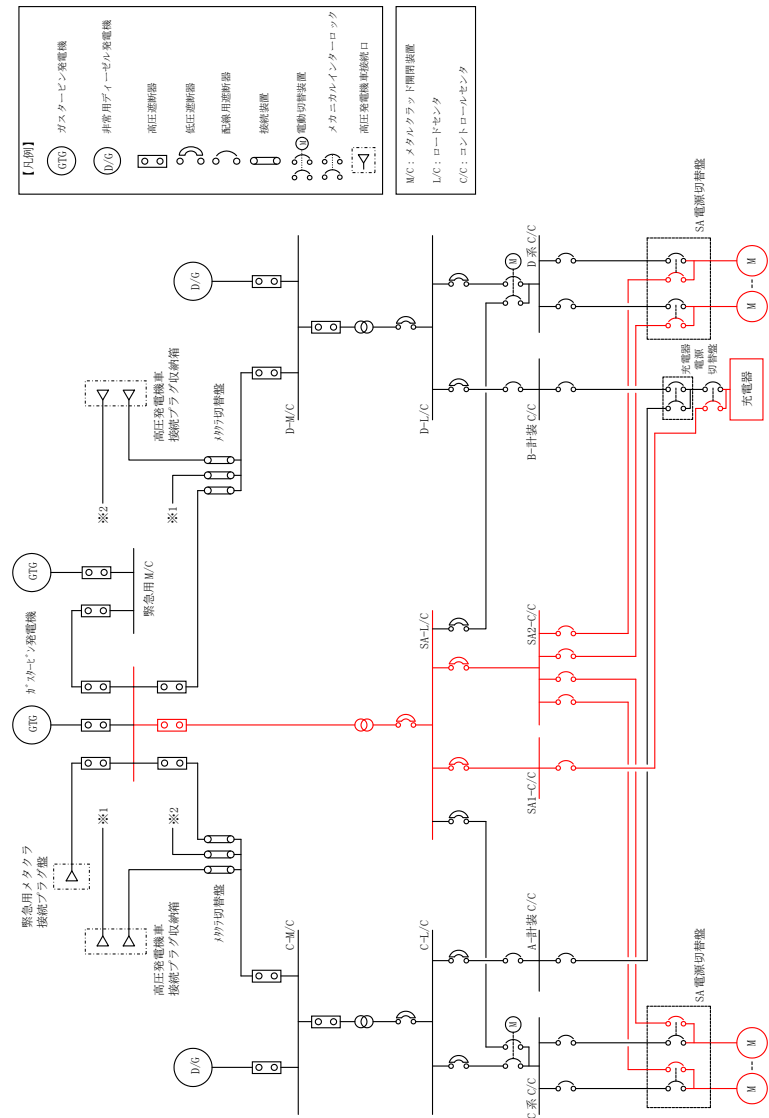 【凡例】
GTG
ガスタービン発電機
D/G
非常用ディーゼル発電機
高圧遮断器
低圧遮断器
配線用遮断器
接続装置
M
電動切替装置
メカニカルインターロック
高圧発電機車接続口
M/C：メタルクラッド開閉装置
L/C：ロードセンタ
C/C：コントロールセンタ
緊急用メタクラ
接続プラグ盤
GTG
ガスタービン発電機
GTG
緊急用M/C
高圧発電機車
接続プラグ収納箱
※1
※2
メタクラ切替盤
高圧発電機車
接続プラグ収納箱
※2
※1
メタクラ切替盤
D/G
C-M/C
D/G
D-M/C
C-L/C
SA-L/C
D-L/C
M
C系C/C
A-計装C/C
SA1-C/C
SA2-C/C
B-計装C/C
M
D系C/C
SA電源切替盤
M
M
充電器
電源
切替盤
充電器
SA電源切替盤
M
M